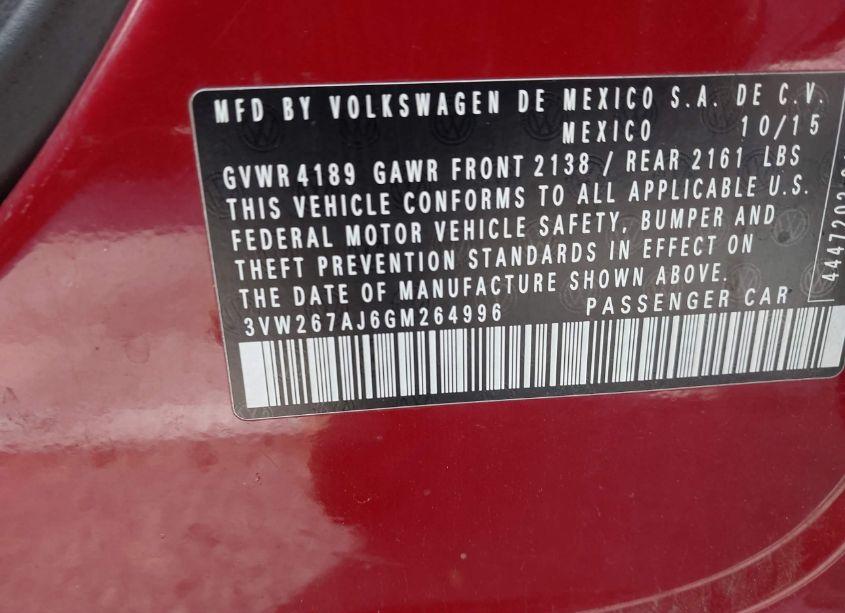 MFD BY VOLKSWAGEN DE MEXICO S.A. DE C.V.
MEXICO 10/15
GVWR 4189 GAWR FRONT 2138 / REAR 2161 LBS
THIS VEHICLE CONFORMS TO ALL APPLICABLE U.S.
FEDERAL MOTOR VEHICLE SAFETY, BUMPER AND
THEFT PREVENTION STANDARDS IN EFFECT ON
THE DATE OF MANUFACTURE SHOWN ABOVE.
3VW267AJ6GM264996 PASSENGER CAR